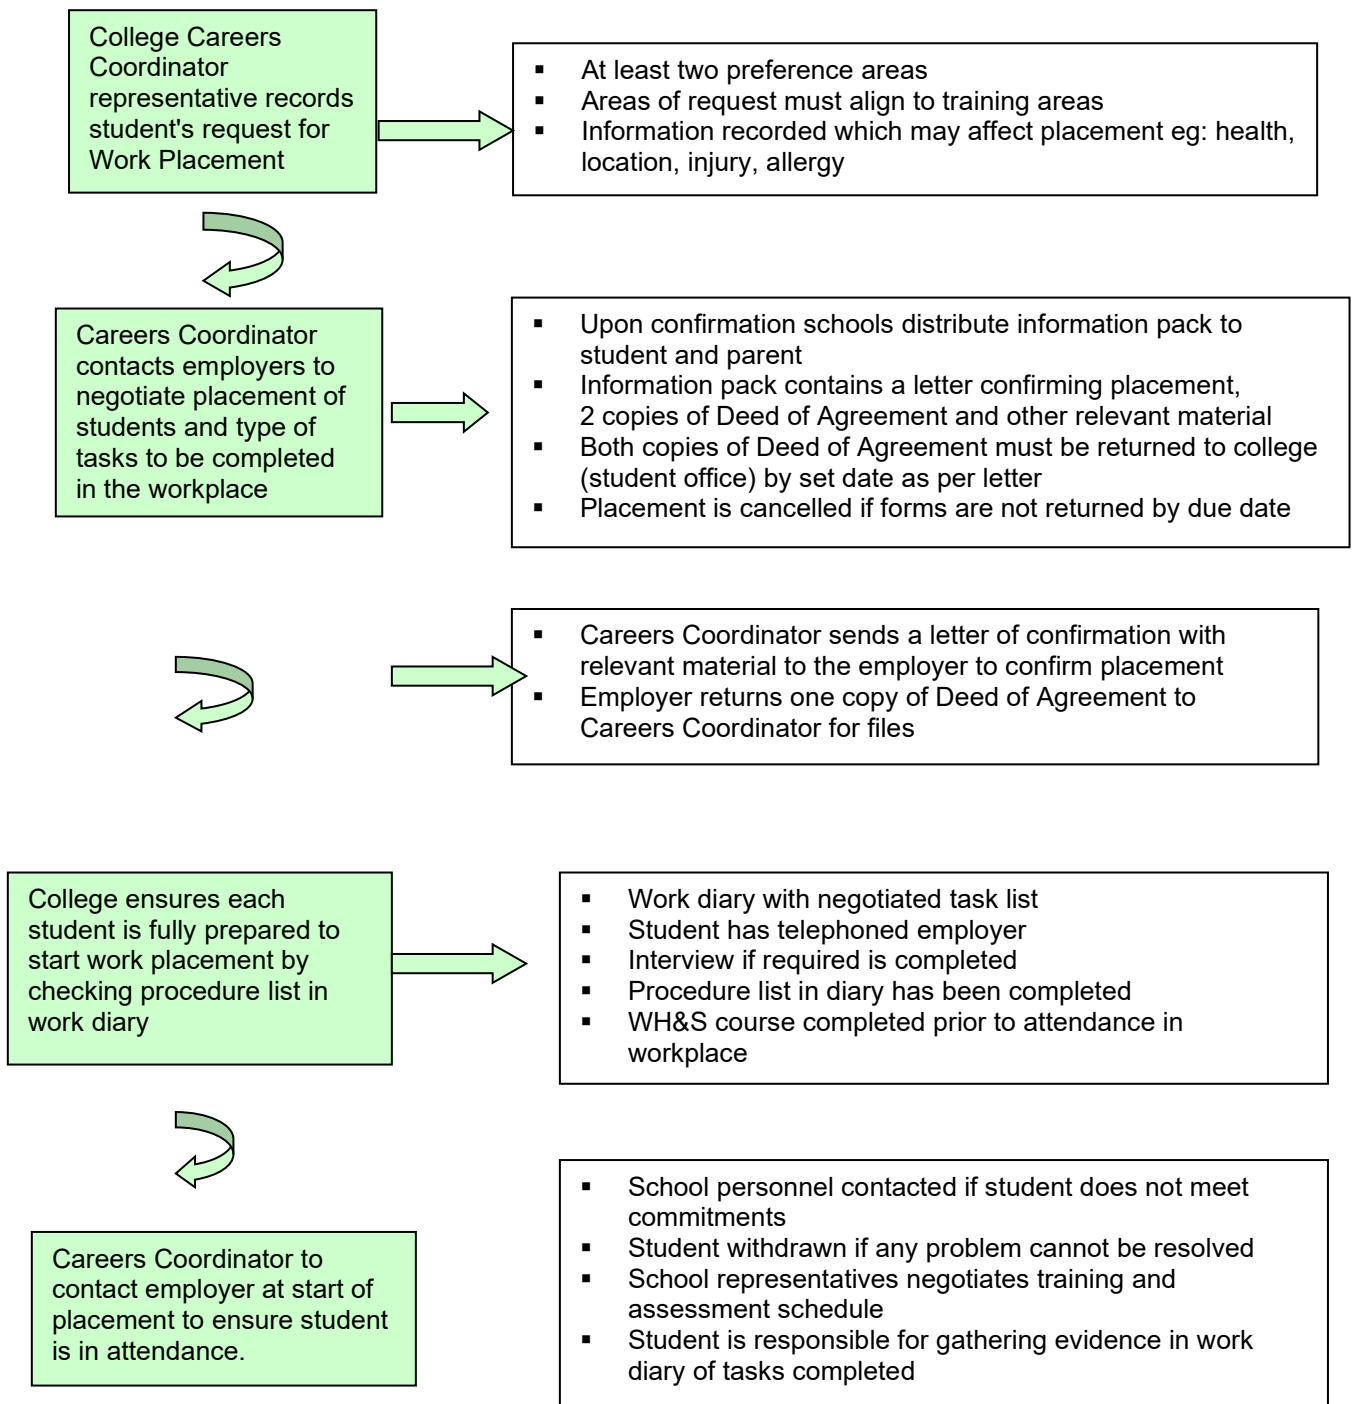 College Careers
Coordinator
representative records
student's request for
Work Placement
▪ At least two preference areas
▪ Areas of request must align to training areas
▪ Information recorded which may affect placement eg: health,
location, injury, allergy
Careers Coordinator
contacts employers to
negotiate placement of
students and type of
tasks to be completed
in the workplace
▪ Upon confirmation schools distribute information pack to
student and parent
▪ Information pack contains a letter confirming placement,
2 copies of Deed of Agreement and other relevant material
▪ Both copies of Deed of Agreement must be returned to college
(student office) by set date as per letter
▪ Placement is cancelled if forms are not returned by due date
▪ Careers Coordinator sends a letter of confirmation with
relevant material to the employer to confirm placement
▪ Employer returns one copy of Deed of Agreement to
Careers Coordinator for files
College ensures each
student is fully prepared to
start work placement by
checking procedure list in
work diary
▪ Work diary with negotiated task list
▪ Student has telephoned employer
▪ Interview if required is completed
▪ Procedure list in diary has been completed
▪ WH&S course completed prior to attendance in
workplace
Careers Coordinator to
contact employer at start of
placement to ensure student
is in attendance.
▪ School personnel contacted if student does not meet
commitments
▪ Student withdrawn if any problem cannot be resolved
▪ School representatives negotiates training and
assessment schedule
▪ Student is responsible for gathering evidence in work
diary of tasks completed